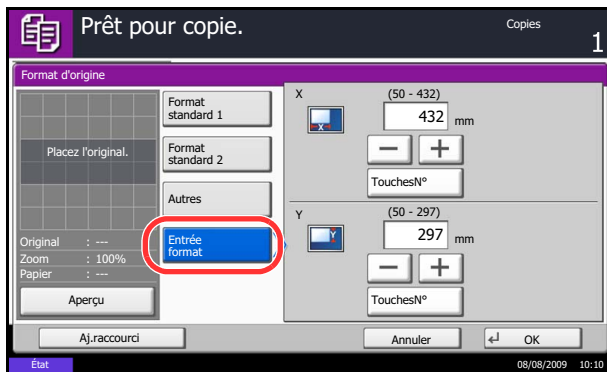 Prêt pour copie.
Copies
1
Format d'origine
Placez l'original.
Original : ---
Zoom : 100%
Papier : ---
Aperçu
Format
standard 1
Format
standard 2
Autres
Entrée
format
X (50 - 432)
432 mm
X
TouchesN°
Y (50 - 297)
Y
297 mm
TouchesN°
Aj.raccourci
Annuler
OK
État
08/08/2009 10:10